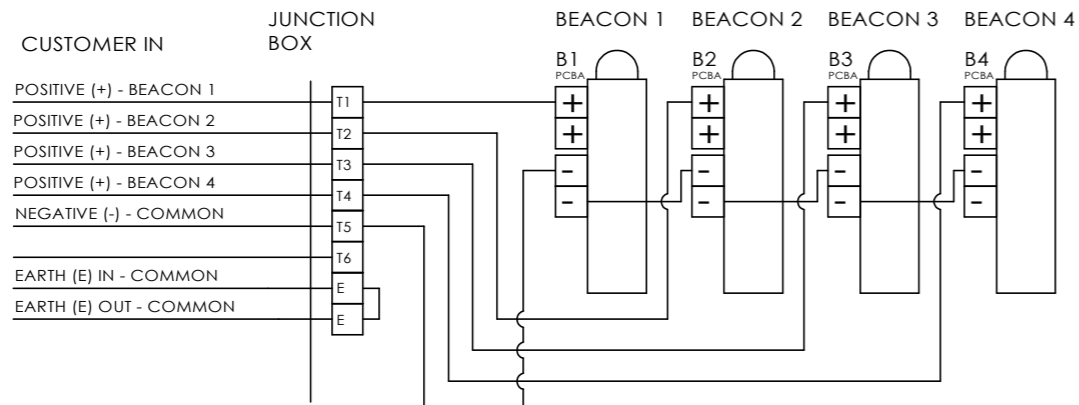 CUSTOMER IN
JUNCTION
BOX
BEACON 1
BEACON 2
BEACON 3
BEACON 4
B1
PCBA
B2
PCBA
B3
PCBA
B4
PCBA
POSITIVE (+) - BEACON 1
T1
POSITIVE (+) - BEACON 2
T2
POSITIVE (+) - BEACON 3
T3
POSITIVE (+) - BEACON 4
T4
NEGATIVE (-) - COMMON
T5
T6
EARTH (E) IN - COMMON
E
EARTH (E) OUT - COMMON
E
+
+
-
-
+
+
-
-
+
+
-
-
+
+
-
-